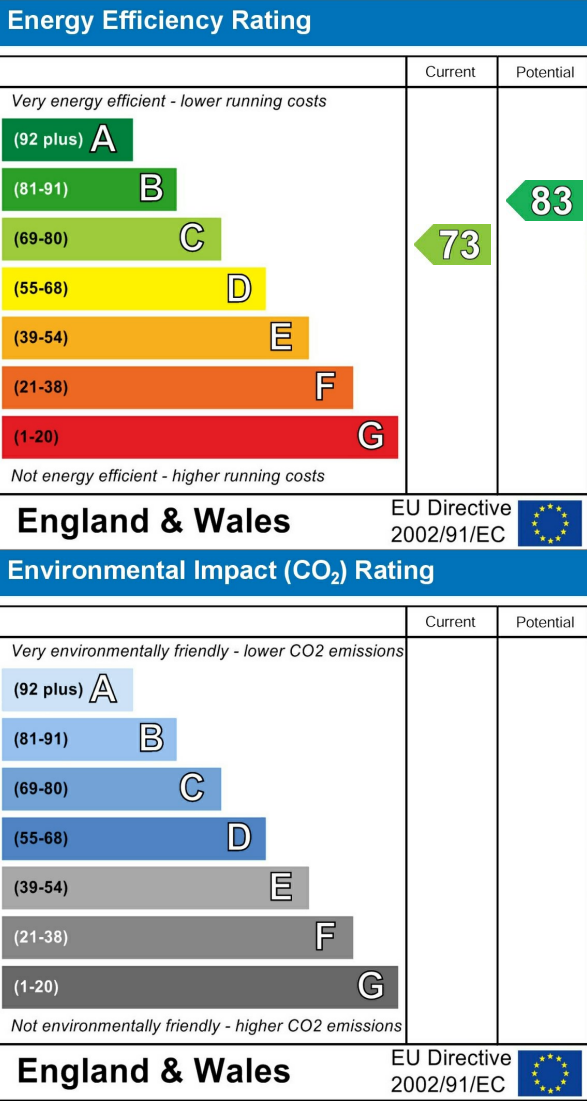 Energy Efficiency Rating
Current Potential
Very energy efficient - lower running costs
(92 plus) A
(81-91) B
83
(69-80) C
73
(55-68) D
(39-54) E
(21-38) F
(1-20) G
Not energy efficient - higher running costs
England & Wales
EU Directive
2002/91/EC
Environmental Impact (CO₂) Rating
Current Potential
Very environmentally friendly - lower CO2 emissions
(92 plus) A
(81-91) B
(69-80) C
(55-68) D
(39-54) E
(21-38) F
(1-20) G
Not environmentally friendly - higher CO2 emissions
England & Wales
EU Directive
2002/91/EC